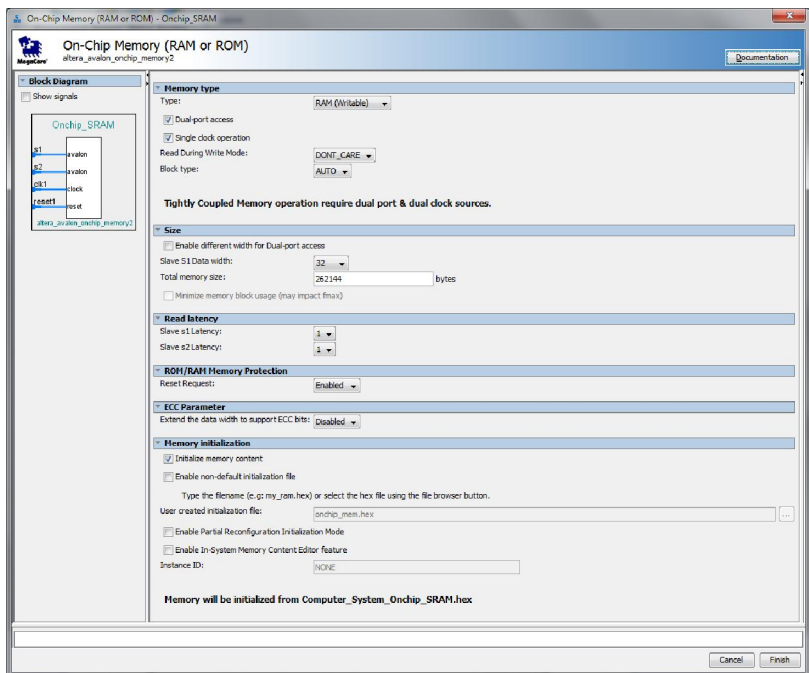 On-Chip Memory (RAM or ROM) - Onchip_SRAM
MegaCore®
On-Chip Memory (RAM or ROM)
altera_avalon_onchip_memory2
Documentation
Block Diagram
Show signals
Onchip_SRAM
s1
avalon
s2
avalon
clk1
clock
reset1
reset
altera_avalon_onchip_memory2
Memory type
Type: RAM (Writable)
Dual-port access
Single clock operation
Read During Write Mode: DONT_CARE
Block type: AUTO
Tightly Coupled Memory operation require dual port & dual clock sources.
Size
Enable different width for Dual-port access
Slave S1 Data width: 32
Total memory size: 262144 bytes
Minimize memory block usage (may impact fmax)
Read latency
Slave s1 Latency: 1
Slave s2 Latency: 1
ROM/RAM Memory Protection
Reset Request: Enabled
ECC Parameter
Extend the data width to support ECC bits: Disabled
Memory initialization
Initialize memory content
Enable non-default initialization file
Type the filename (e.g: my_ram.hex) or select the hex file using the file browser button.
User created initialization file: onchip_mem.hex ...
Enable Partial Reconfiguration Initialization Mode
Enable In-System Memory Content Editor feature
Instance ID: NONE
Memory will be initialized from Computer_System_Onchip_SRAM.hex
Cancel Finish